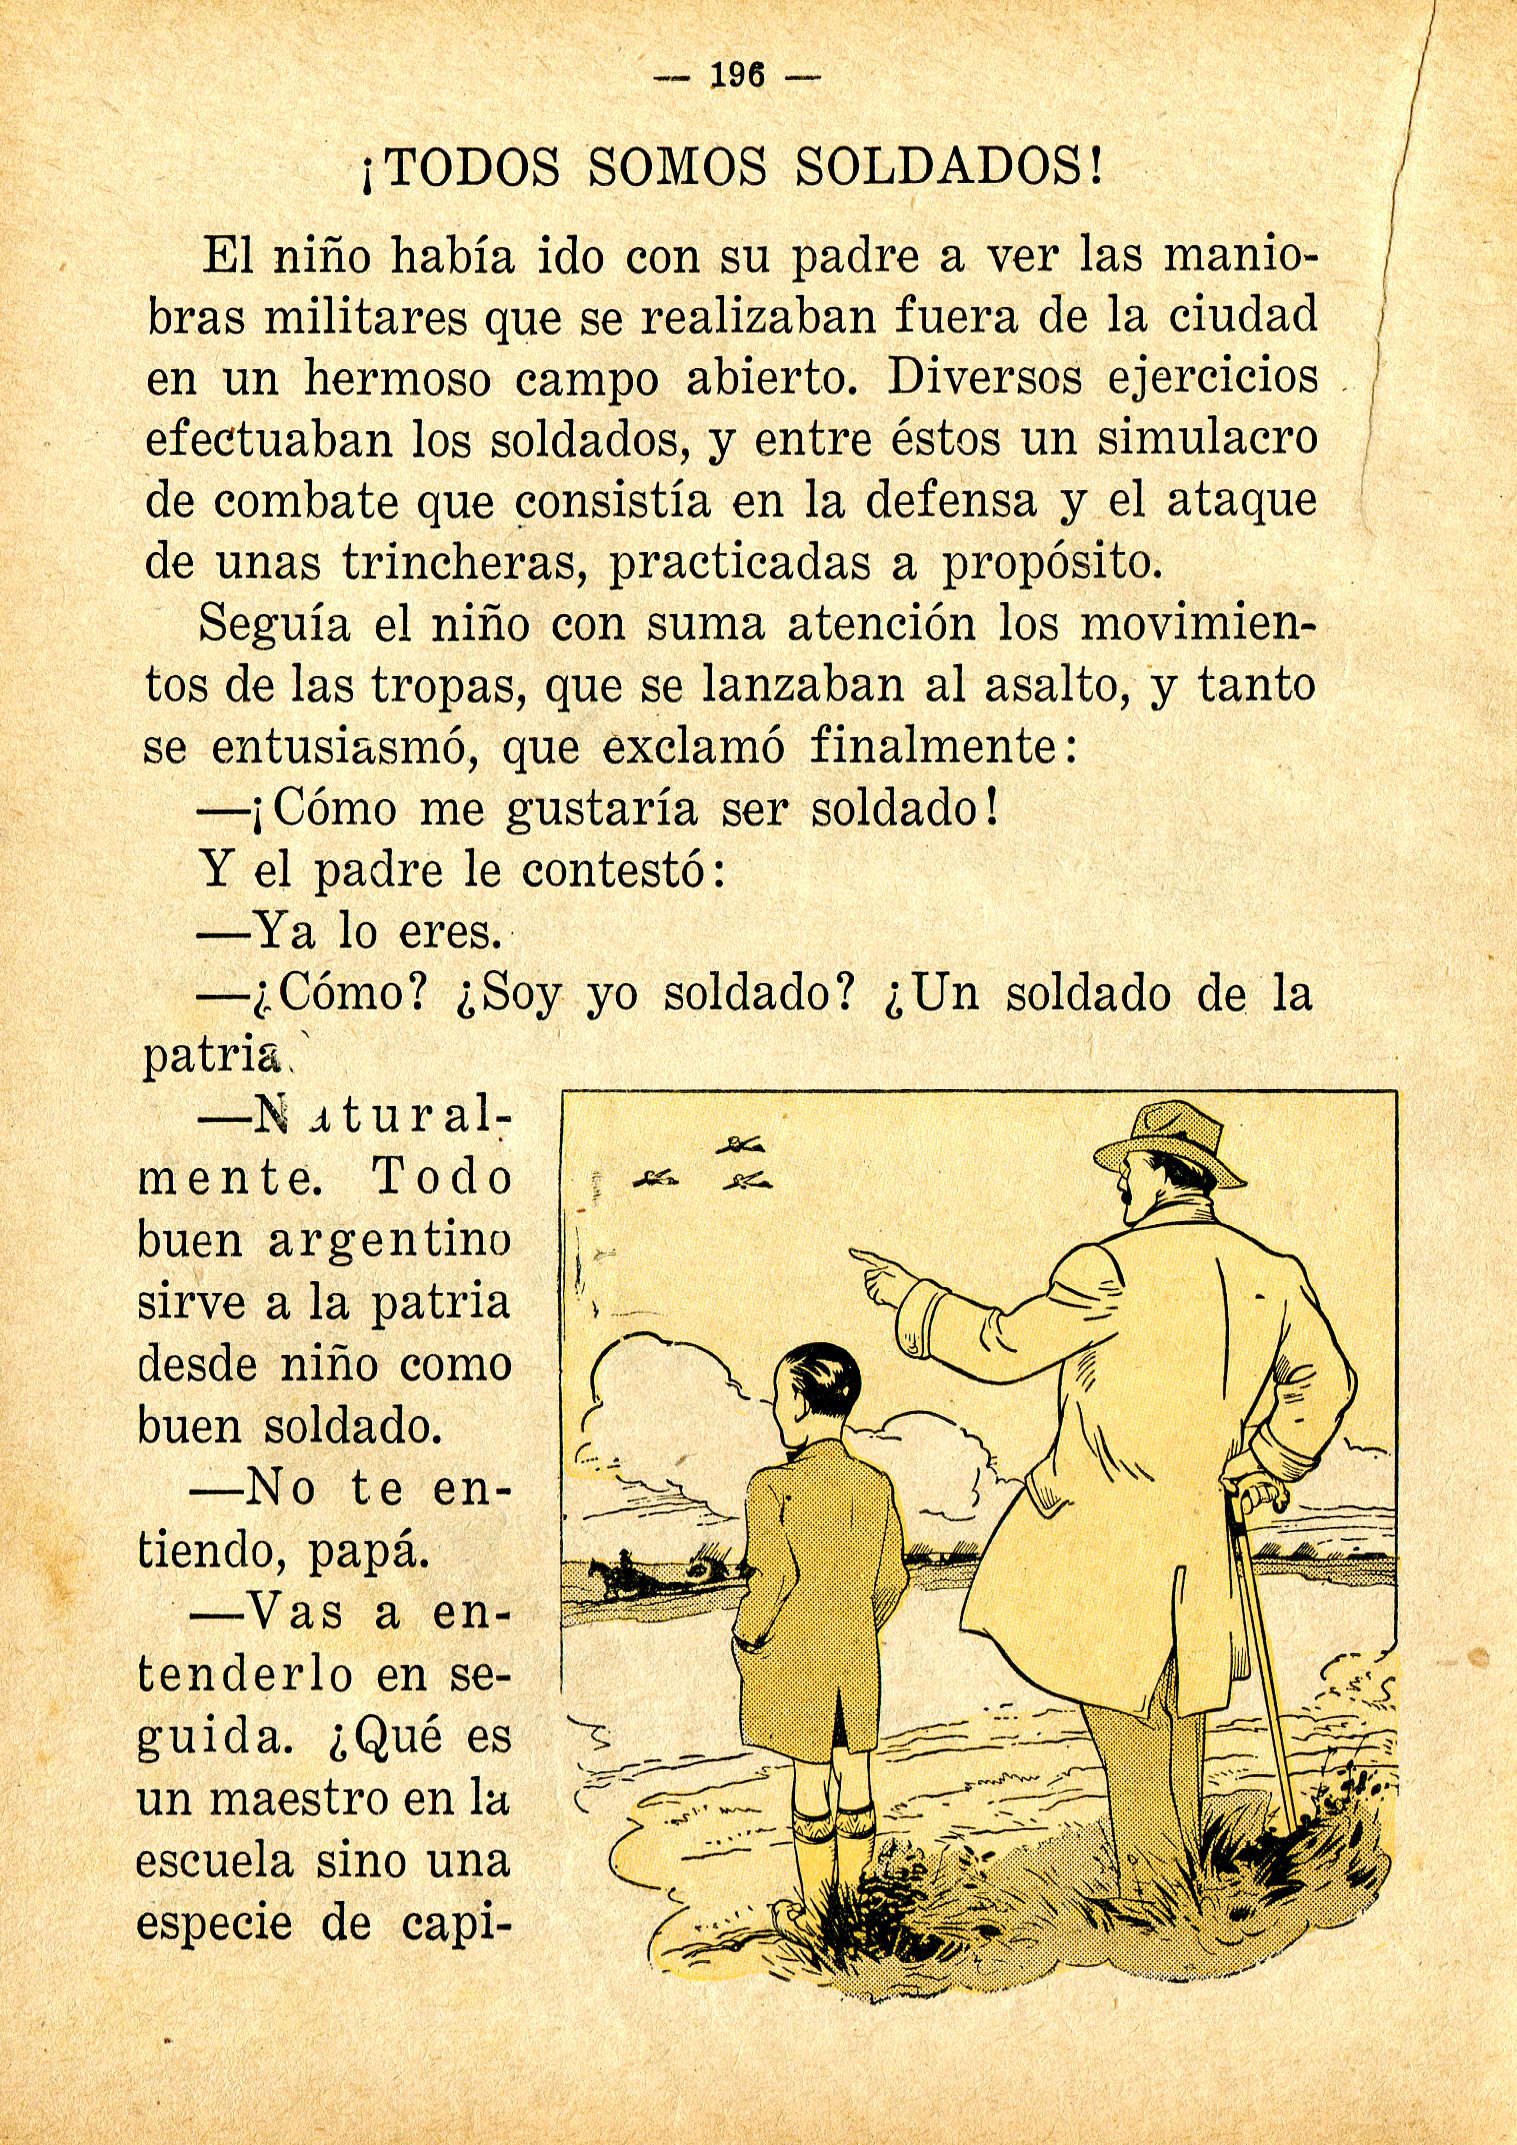 — 196 —
¡TODOS SOMOS SOLDADOS!
El niño había ido con su padre a ver las manio-
bras militares que se realizaban fuera de la ciudad
en un hermoso campo abierto. Diversos ejercicios
efectuaban los soldados, y entre éstos un simulacro
de combate que consistía en la defensa y el ataque
de unas trincheras, practicadas a propósito.
Seguía el niño con suma atención los movimien-
tos de las tropas, que se lanzaban al asalto, y tanto
se entusiasmó, que exclamó finalmente:
—¡Cómo me gustaría ser soldado!
Y el padre le contestó:
—Ya lo eres.
—¿Cómo? ¿Soy yo soldado? ¿Un soldado de la
patria.
—Natural-
mente. Todo
buen argentino
sirve a la patria
desde niño como
buen soldado.
—No te en-
tiendo, papá.
—Vas a en-
tenderlo en se-
guida. ¿Qué es
un maestro en la
escuela sino una
especie de capi-